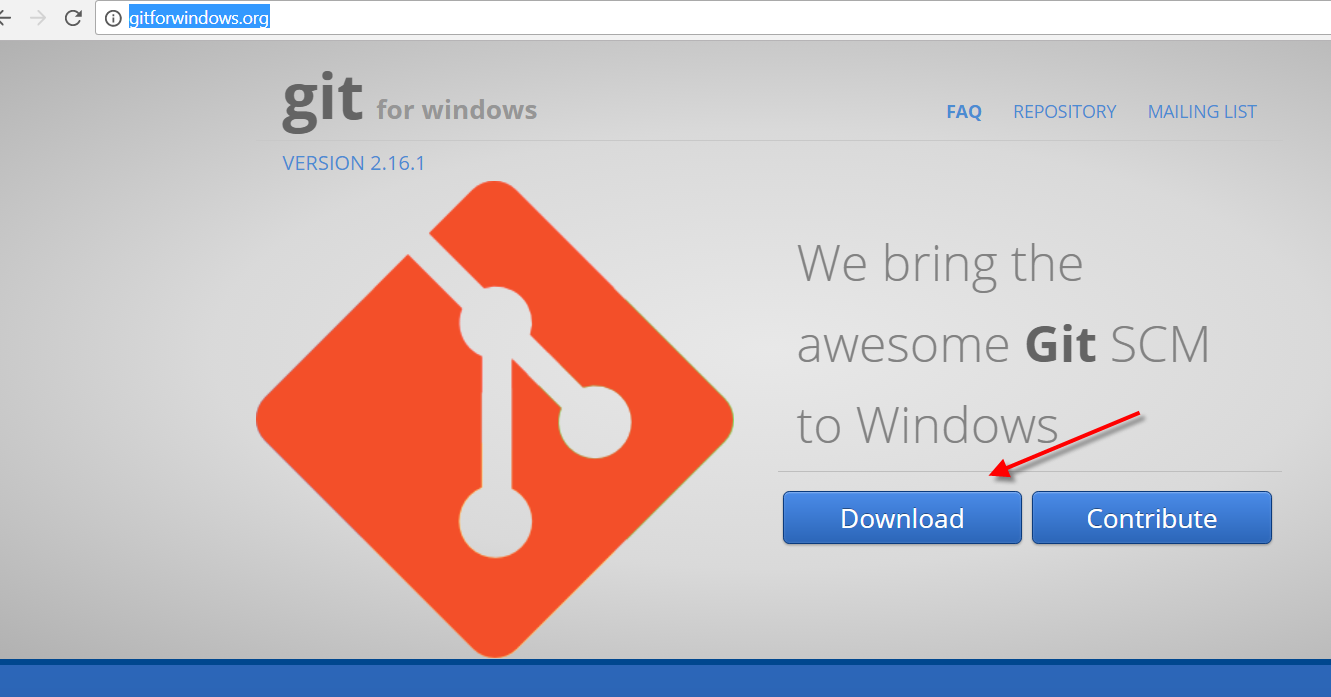 gitforwindows.org
git for windows
FAQ REPOSITORY MAILING LIST
VERSION 2.16.1
We bring the
awesome Git SCM
to Windows
Download Contribute